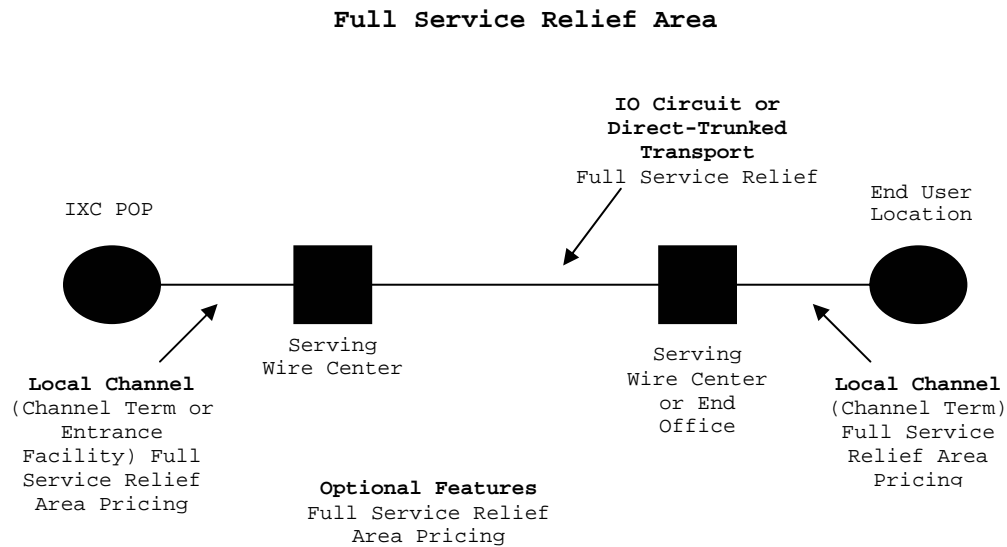 Full Service Relief Area
IO Circuit or
Direct-Trunked
Transport
Full Service Relief
IXC POP
End User
Location
Serving
Wire Center
Serving
Wire Center
or End
Office
Local Channel
(Channel Term or
Entrance
Facility) Full
Service Relief
Area Pricing
Local Channel
(Channel Term)
Full Service
Relief Area
Pricing
Optional Features
Full Service Relief
Area Pricing